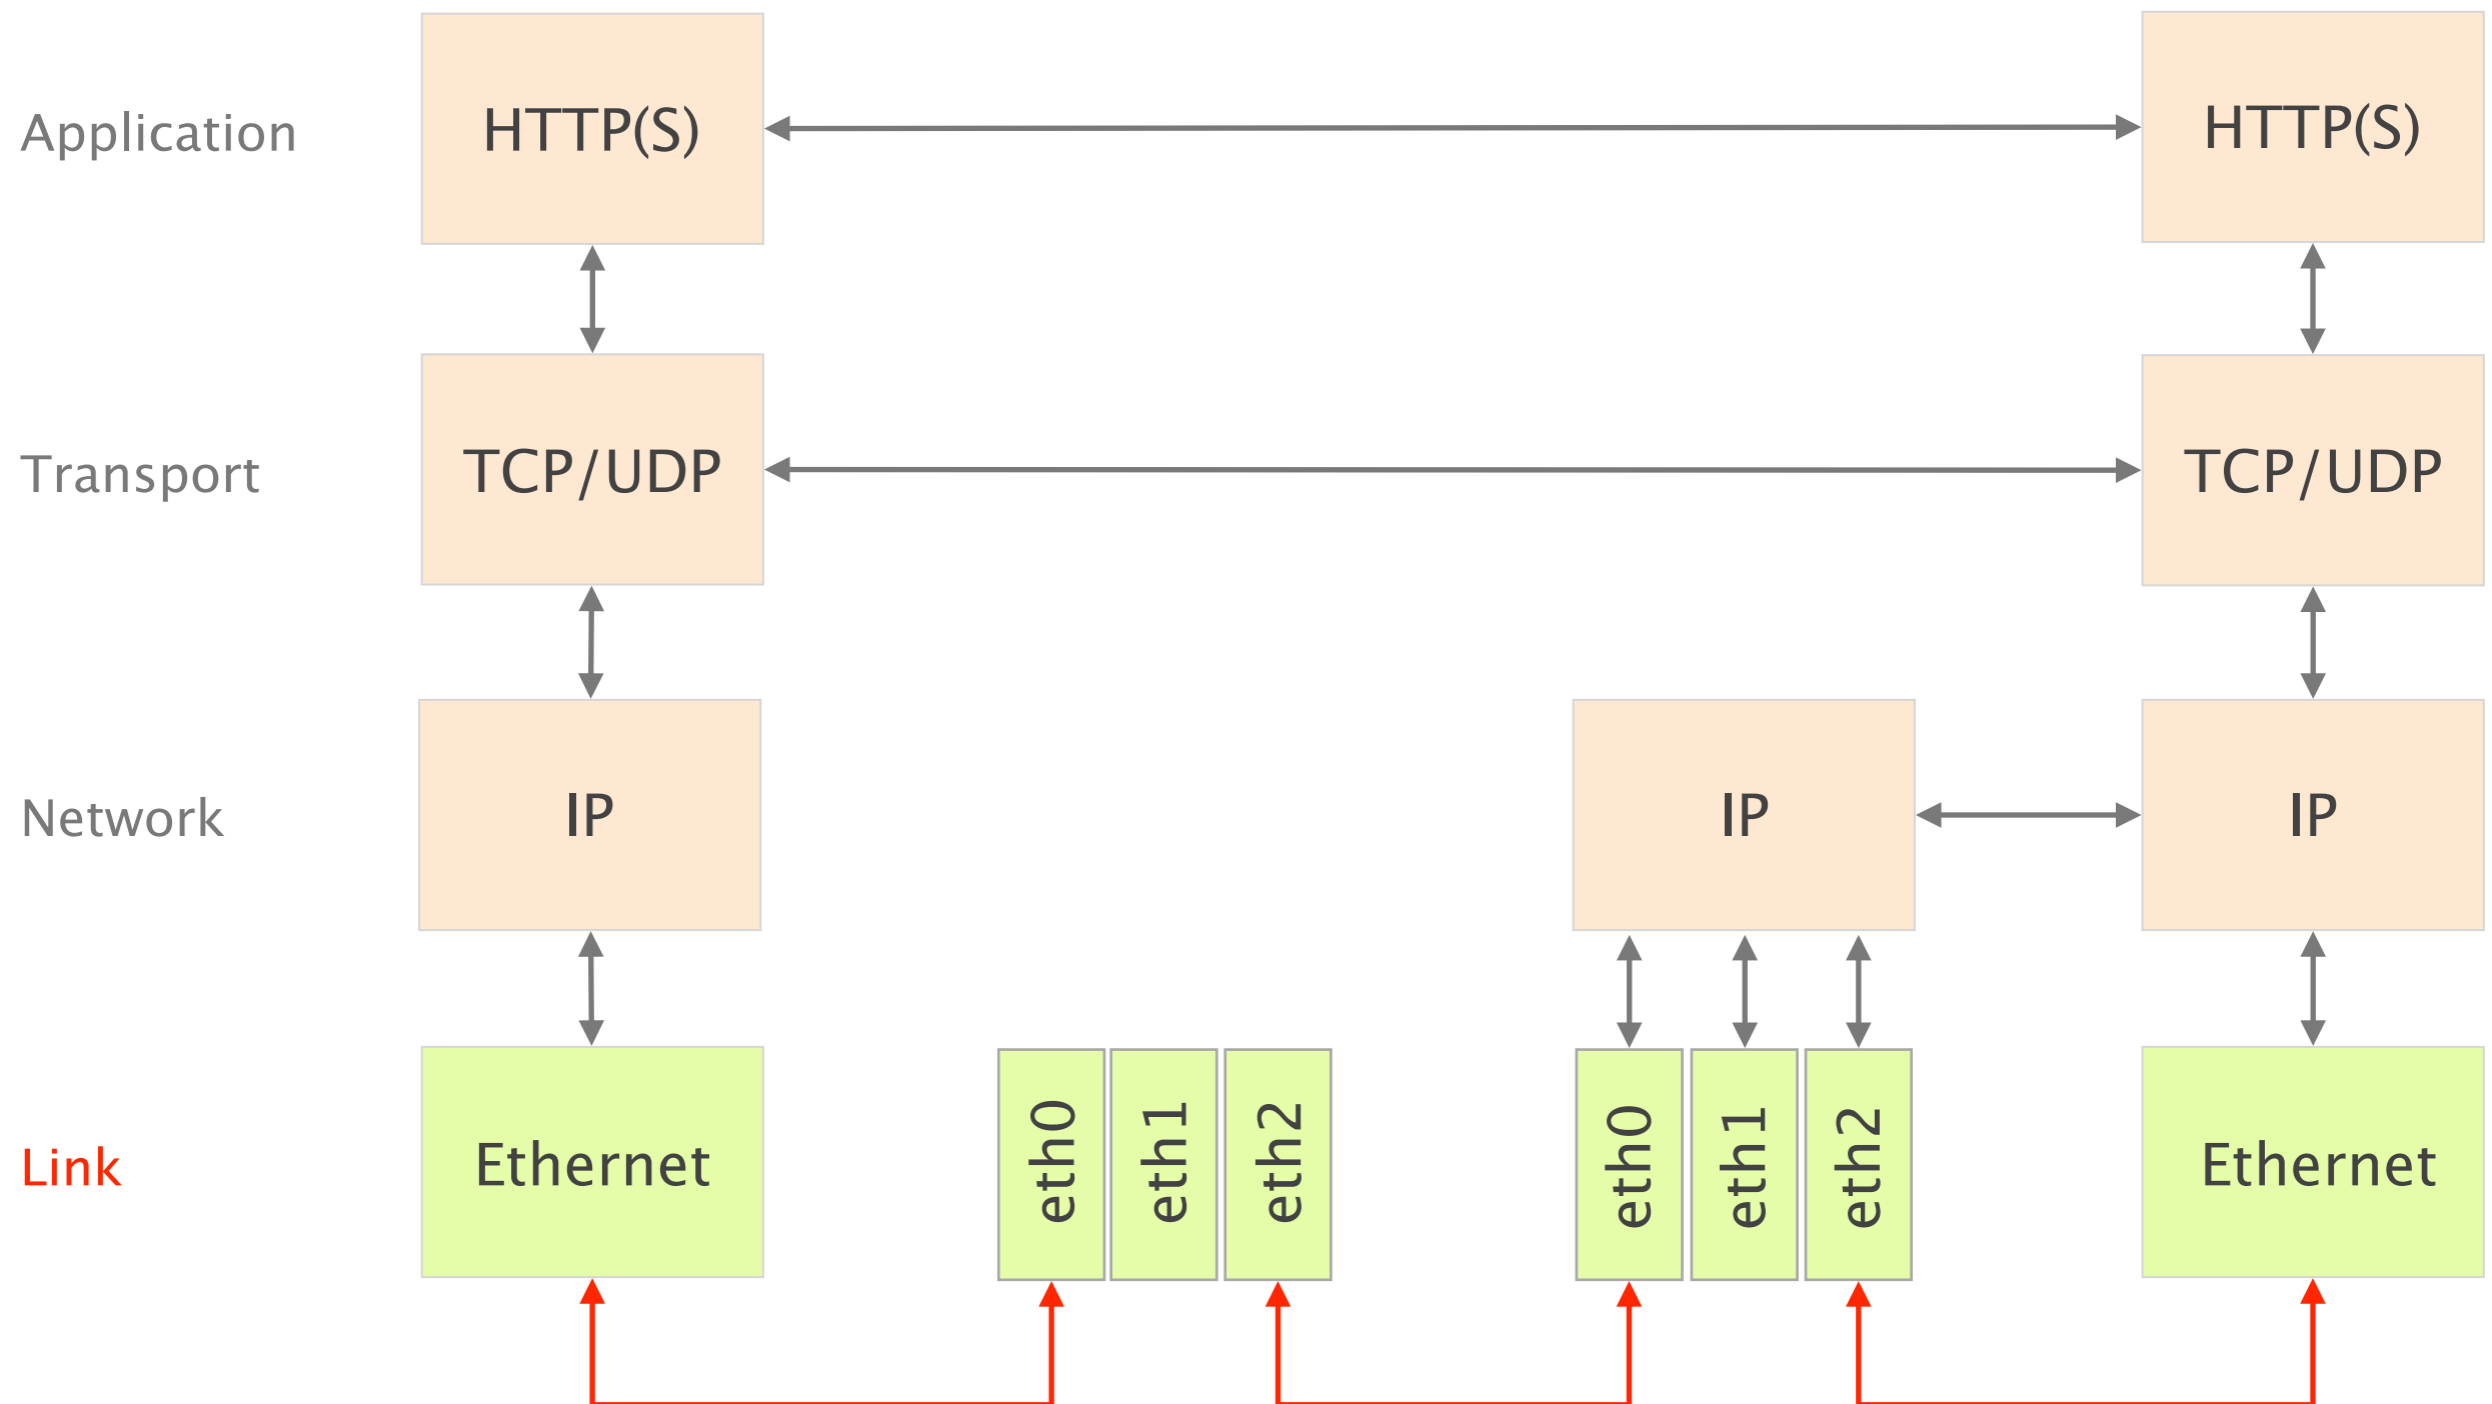 Application
HTTP(S)
HTTP(S)
Transport
TCP/UDP
TCP/UDP
Network
IP
IP
IP
Link
Ethernet
eth0
eth1
eth2
eth0
eth1
eth2
Ethernet